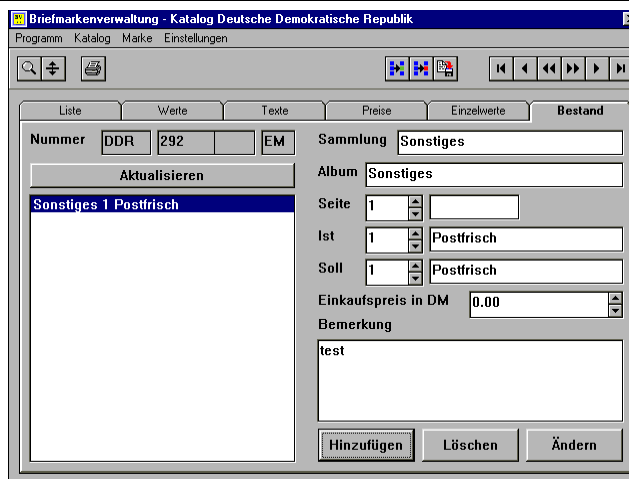 Briefmarkenverwaltung - Katalog Deutsche Demokratische Republik
Programm Katalog Marke Einstellungen
Liste Werte Texte Preise Einzelwerte Bestand
Nummer DDR 292 EM
Aktualisieren
Sonstiges 1 Postfrisch
Sammlung Sonstiges
Album Sonstiges
Seite 1
Ist 1 Postfrisch
Soll 1 Postfrisch
Einkaufspreis in DM 0.00
Bemerkung
test
Hinzufügen Löschen Ändern